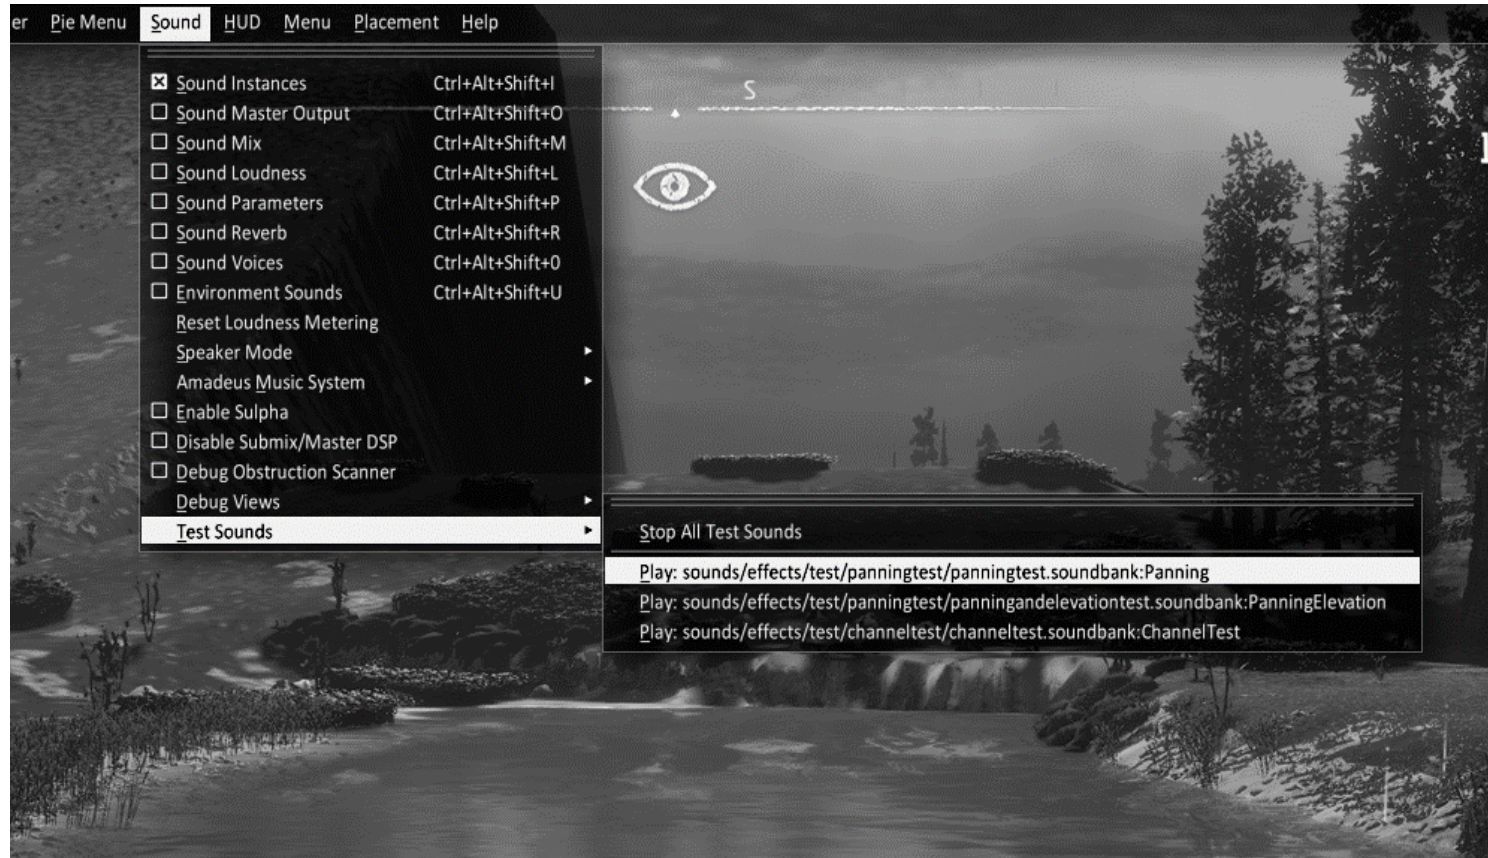 er Pie Menu Sound HUD Menu Placement Help
Sound Instances Ctrl+Alt+Shift+I
S
Sound Master Output Ctrl+Alt+Shift+O
Sound Mix Ctrl+Alt+Shift+M
Sound Loudness Ctrl+Alt+Shift+L
Sound Parameters Ctrl+Alt+Shift+P
Sound Reverb Ctrl+Alt+Shift+R
Sound Voices Ctrl+Alt+Shift+0
Environment Sounds Ctrl+Alt+Shift+U
Reset Loudness Metering
Speaker Mode
Amadeus Music System
Enable Sulpha
Disable Submix/Master DSP
Debug Obstruction Scanner
Debug Views
Test Sounds
Stop All Test Sounds
Play: sounds/effects/test/panningtest/panningtest.soundbank:Panning
Play: sounds/effects/test/panningtest/panningandelevationtest.soundbank:PanningElevation
Play: sounds/effects/test/channeltest/channeltest.soundbank:ChannelTest